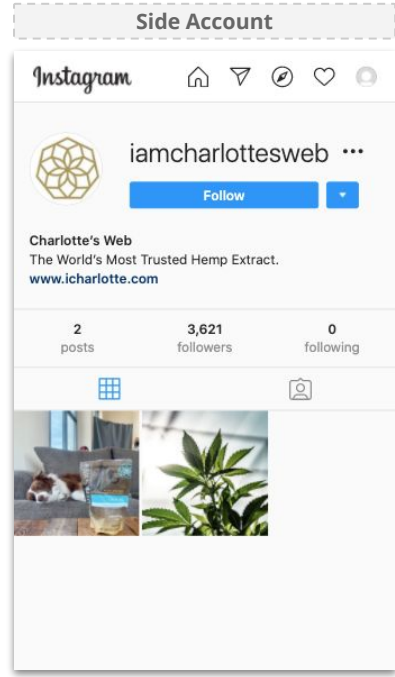 Side Account
Instagram
iamcharlottesweb •••
Follow
Charlotte's Web
The World's Most Trusted Hemp Extract.
www.icharlotte.com
2 3,621 0
posts followers following